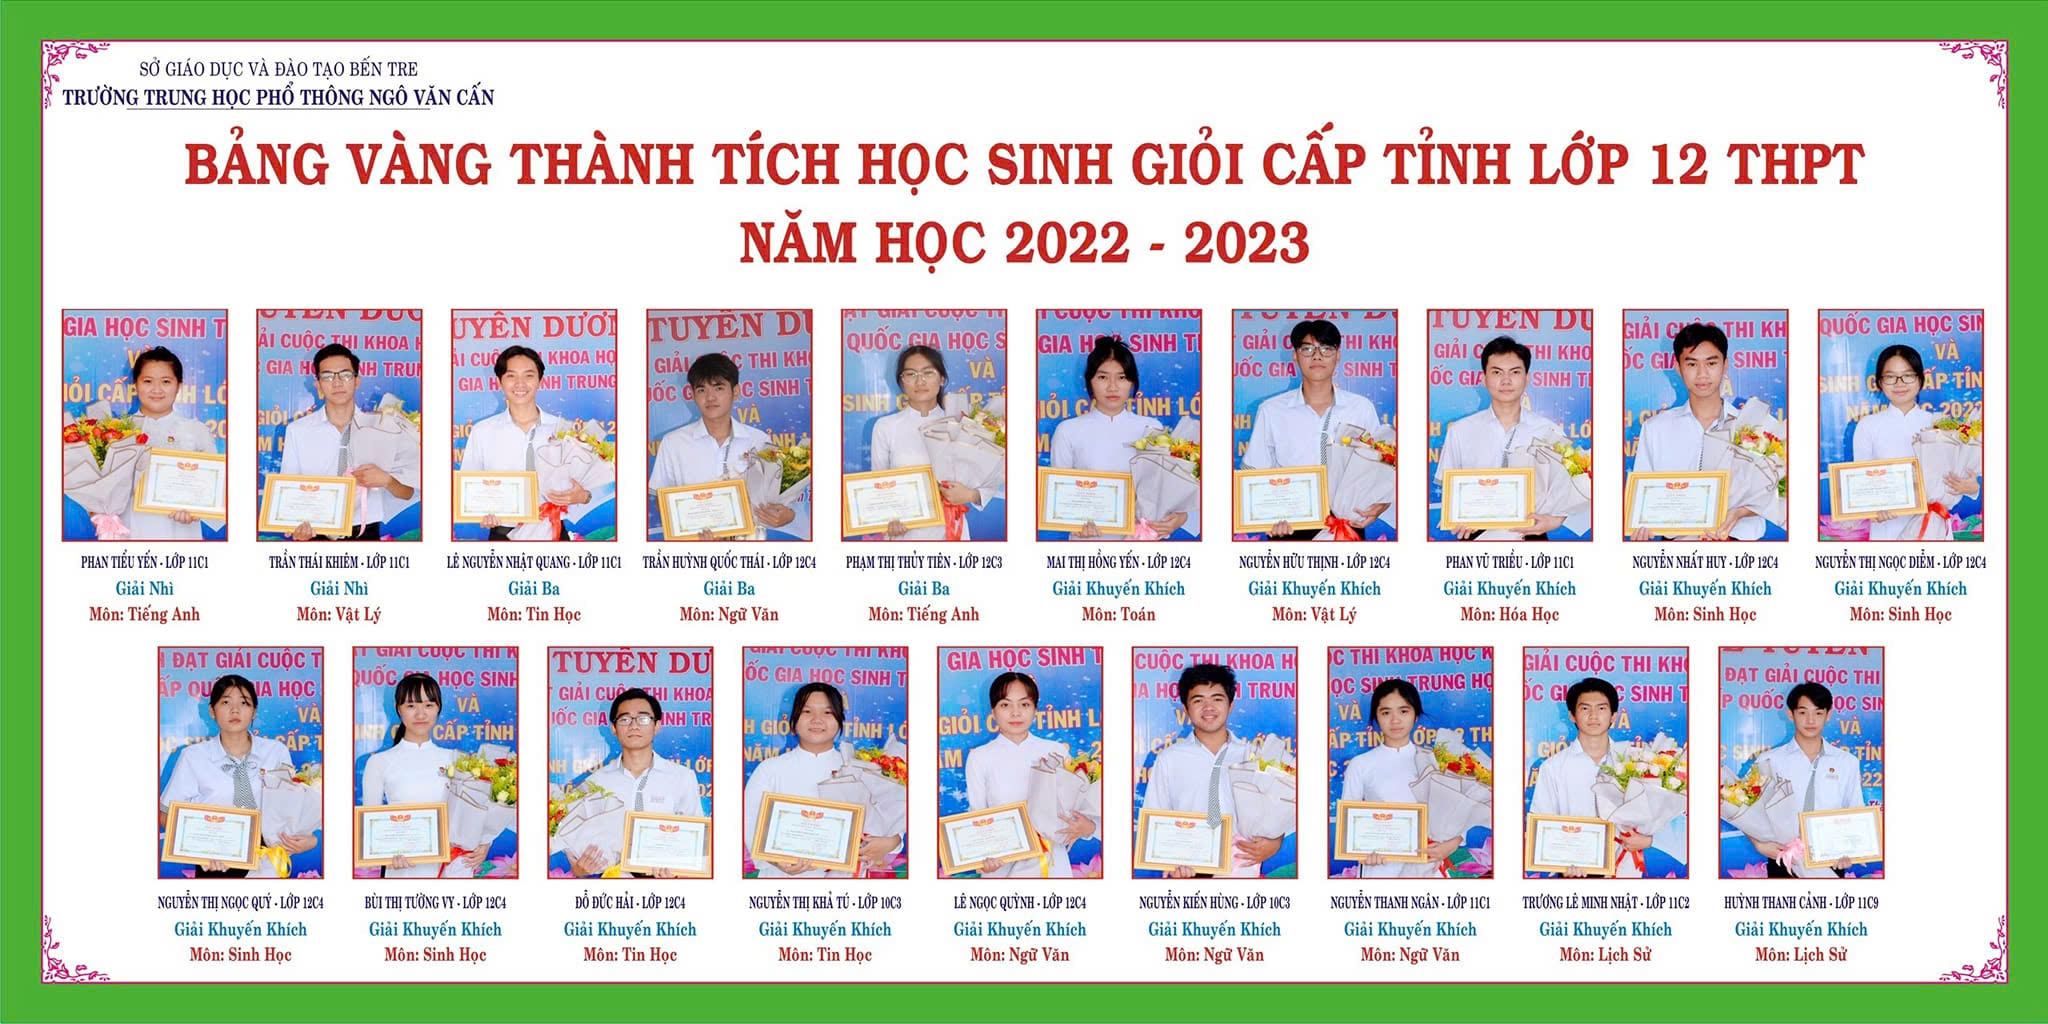 SỞ GIÁO DỤC VÀ ĐÀO TẠO BẾN TRE
TRƯỜNG TRUNG HỌC PHỔ THÔNG NGÔ VĂN CẤN
BẢNG VÀNG THÀNH TÍCH HỌC SINH GIỎI CẤP TỈNH LỚP 12 THPT
NĂM HỌC 2022 - 2023
PHAN TIỂU YẾN - LỚP 11C1
Giải Nhì
Môn: Tiếng Anh
TRẦN THÁI KHIÊM - LỚP 11C1
Giải Nhì
Môn: Vật Lý
LÊ NGUYỄN NHẬT QUANG - LỚP 11C1
Giải Ba
Môn: Tin Học
TRẦN HUỲNH QUỐC THÁI - LỚP 12C4
Giải Ba
Môn: Ngữ Văn
PHẠM THỊ THỦY TIÊN - LỚP 12C3
Giải Ba
Môn: Tiếng Anh
MAI THỊ HỒNG YẾN - LỚP 12C4
Giải Khuyến Khích
Môn: Toán
NGUYỄN HỮU THỊNH - LỚP 12C4
Giải Khuyến Khích
Môn: Vật Lý
PHAN VŨ TRIỀU - LỚP 11C1
Giải Khuyến Khích
Môn: Hóa Học
NGUYỄN NHẤT HUY - LỚP 12C4
Giải Khuyến Khích
Môn: Sinh Học
NGUYỄN THỊ NGỌC DIỄM - LỚP 12C4
Giải Khuyến Khích
Môn: Sinh Học
NGUYỄN THỊ NGỌC QUÝ - LỚP 12C4
Giải Khuyến Khích
Môn: Sinh Học
BÙI THỊ TƯỜNG VY - LỚP 12C4
Giải Khuyến Khích
Môn: Sinh Học
ĐỖ ĐỨC HẢI - LỚP 12C4
Giải Khuyến Khích
Môn: Tin Học
NGUYỄN THỊ KHẢ TÚ - LỚP 10C3
Giải Khuyến Khích
Môn: Tin Học
LÊ NGỌC QUỲNH - LỚP 12C4
Giải Khuyến Khích
Môn: Ngữ Văn
NGUYỄN KIẾN HÙNG - LỚP 10C3
Giải Khuyến Khích
Môn: Ngữ Văn
NGUYỄN THANH NGÂN - LỚP 11C1
Giải Khuyến Khích
Môn: Ngữ Văn
TRƯƠNG LÊ MINH NHẬT - LỚP 11C2
Giải Khuyến Khích
Môn: Lịch Sử
HUỲNH THANH CẢNH - LỚP 11C9
Giải Khuyến Khích
Môn: Lịch Sử